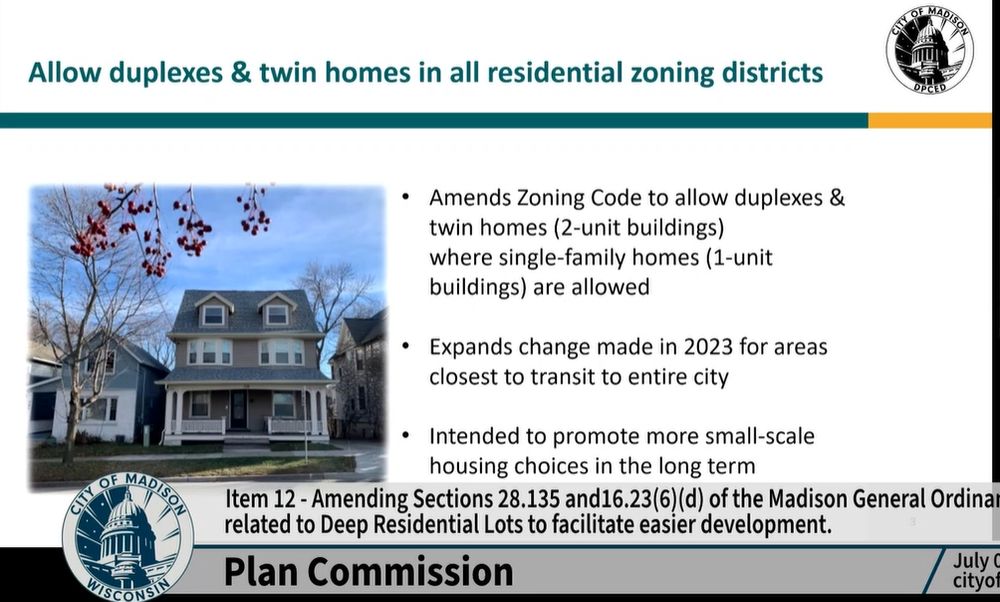 CITY OF MADISON
DPCED
Allow duplexes & twin homes in all residential zoning districts
• Amends Zoning Code to allow duplexes &
twin homes (2-unit buildings)
where single-family homes (1-unit
buildings) are allowed
• Expands change made in 2023 for areas
closest to transit to entire city
• Intended to promote more small-scale
housing choices in the long term
3
CITY OF MADISON
WISCONSIN
Item 12 - Amending Sections 28.135 and16.23(6)(d) of the Madison General Ordina
related to Deep Residential Lots to facilitate easier development.
Plan Commission
July 0
cityof